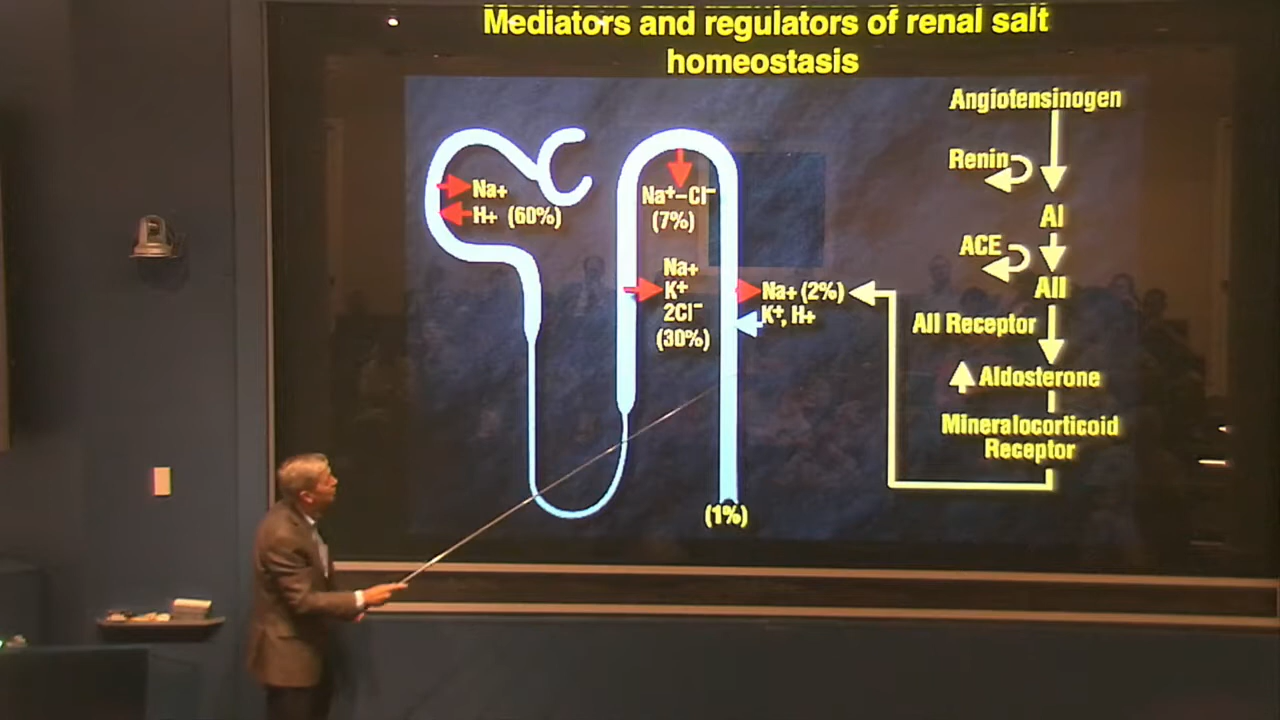 Mediators and regulators of renal salt
homeostasis
Angiotensinogen
Renin
AI
ACE
AII
AII Receptor
Aldosterone
Mineralocorticoid
Receptor
Na+
H+ (60%)
Na⁺–Cl⁻
(7%)
Na+
K⁺
2Cl⁻
(30%)
Na+ (2%)
K⁺, H+
(1%)